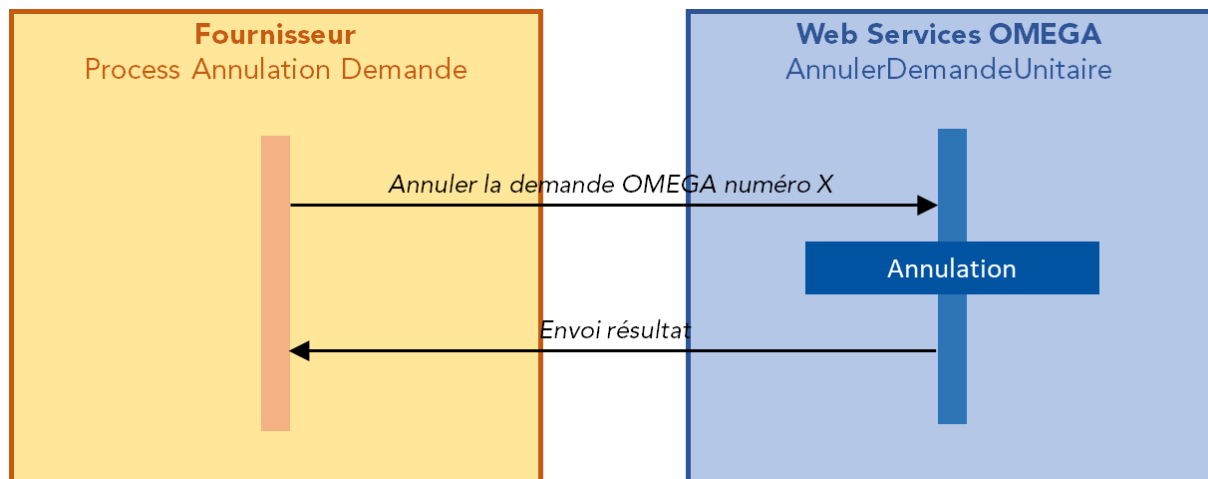 Fournisseur
Process Annulation Demande
Web Services OMEGA
AnnulerDemandeUnitaire
Annuler la demande OMEGA numéro X
Annulation
Envoi résultat